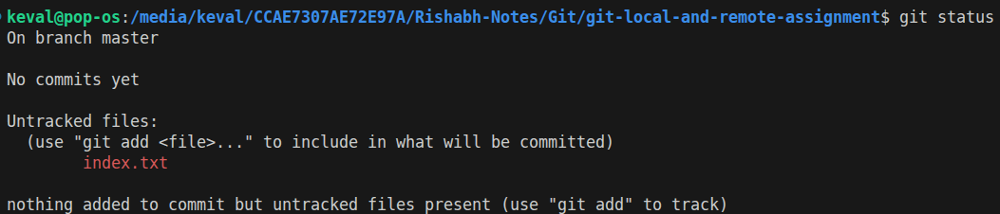 keval@pop-os:/media/keval/CCAE7307AE72E97A/Rishabh-Notes/Git/git-local-and-remote-assignment$ git status
On branch master
No commits yet
Untracked files:
(use "git add <file>..." to include in what will be committed)
index.txt
nothing added to commit but untracked files present (use "git add" to track)